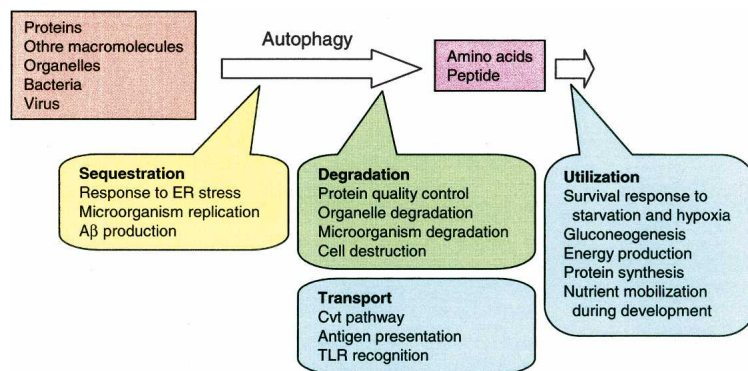 Proteins
Othre macromolecules
Organelles
Bacteria
Virus
Autophagy
Amino acids
Peptide
Sequestration
Response to ER stress
Microorganism replication
Aβ production
Degradation
Protein quality control
Organelle degradation
Microorganism degradation
Cell destruction
Transport
Cvt pathway
Antigen presentation
TLR recognition
Utilization
Survival response to
starvation and hypoxia
Gluconeogenesis
Energy production
Protein synthesis
Nutrient mobilization
during development